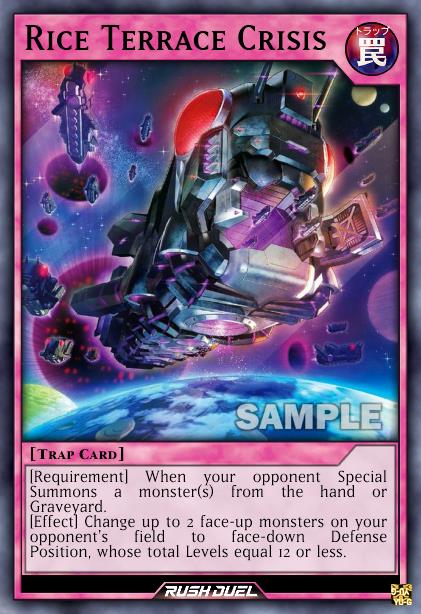 RICE TERRACE CRISIS
トラップ
罠
SAMPLE
[TRAP CARD]
[Requirement] When your opponent Special
Summons a monster(s) from the hand or
Graveyard.
[Effect] Change up to 2 face-up monsters on your
opponent's field to face-down Defense
Position, whose total Levels equal 12 or less.
RUSH DUEL